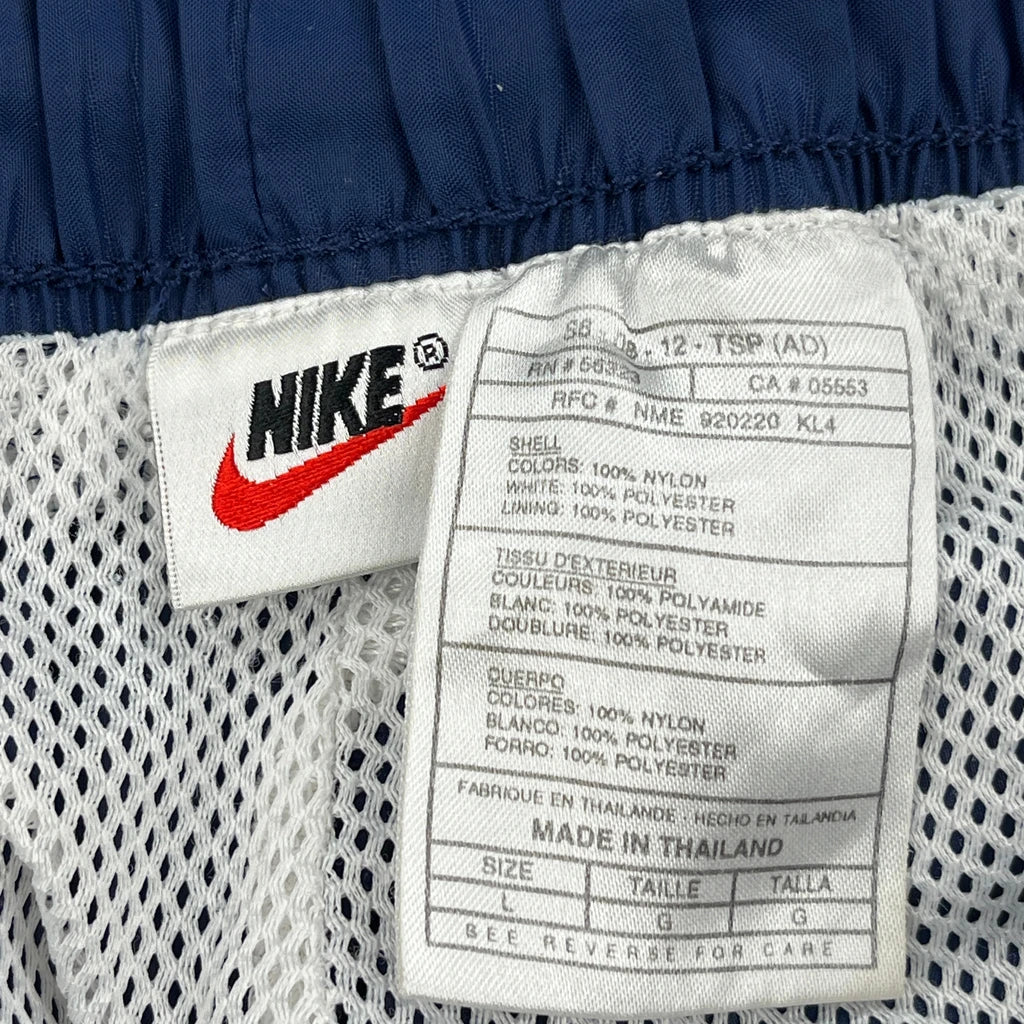 NIKE®
12 - TSP (AD)
RN #
CA # 05553
RFC # NME 920220 KL4
SHELL
COLORS: 100% NYLON
WHITE: 100% POLYESTER
LINING: 100% POLYESTER
TISSU D'EXTERIEUR
COULEURS: 100% POLYAMIDE
BLANC: 100% POLYESTER
DOUBLURE: 100% POLYESTER
CUERPO
COLORES: 100% NYLON
BLANCO: 100% POLYESTER
FORRO: 100% POLYESTER
FABRIQUE EN THAILANDE - HECHO EN TAILANDIA
MADE IN THAILAND
SIZE TAILLE TALLA
L G G
SEE REVERSE FOR CARE